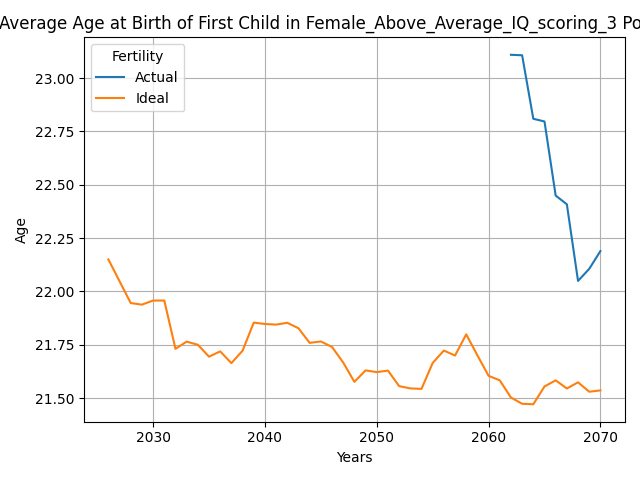 Average Age at Birth of First Child in Female_Above_Average_IQ_scoring_3 Po
Fertility
Actual
Ideal
23.00
22.75
22.50
22.25
22.00
21.75
21.50
Age
2030
2040
2050
2060
2070
Years